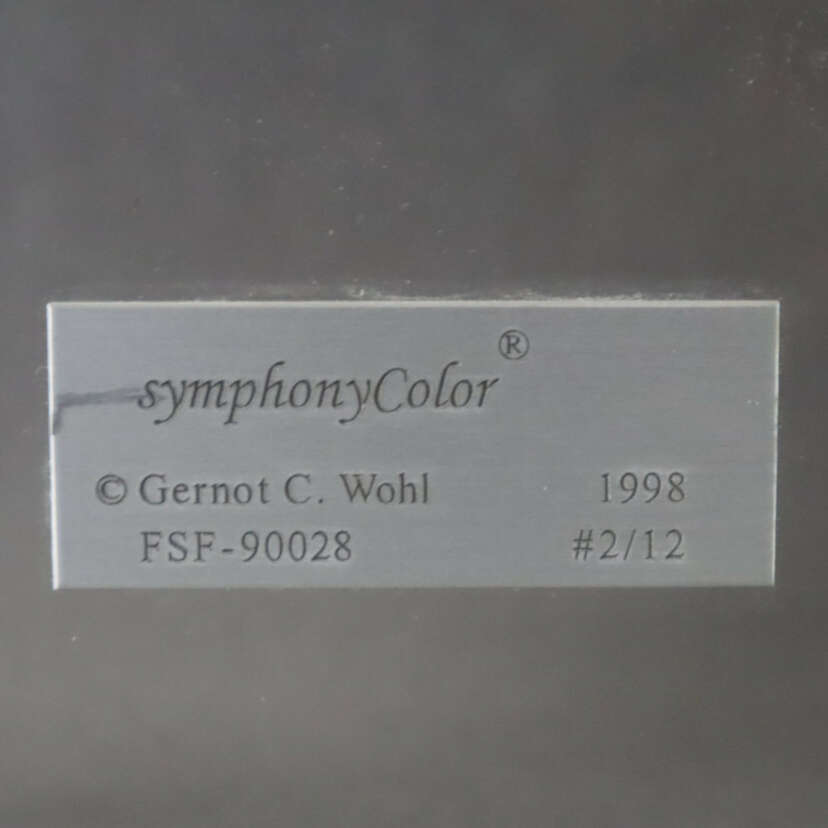 symphonyColor®
© Gernot C. Wohl 1998
FSF-90028 #2/12